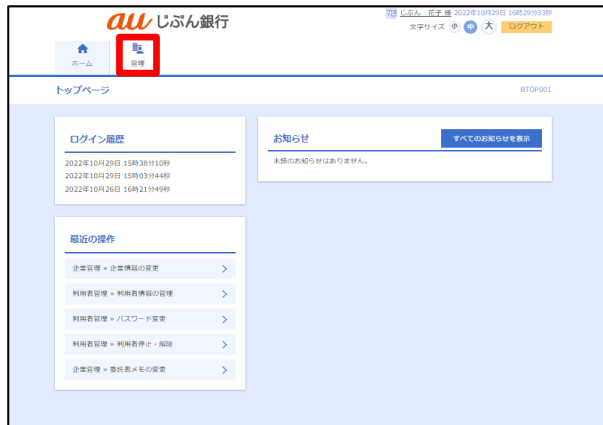 au じぶん銀行
じぶん 花子 様 2022年10月29日 16時29分33秒
文字サイズ 小 中 大 ログアウト
ホーム 管理
トップページ BTOP001
ログイン履歴
2022年10月29日 15時38分10秒
2022年10月29日 15時03分44秒
2022年10月26日 16時21分49秒
お知らせ すべてのお知らせを表示
未読のお知らせはありません。
最近の操作
企業管理 » 企業情報の変更
利用者管理 » 利用者情報の管理
利用者管理 » パスワード変更
利用者管理 » 利用者停止・解除
企業管理 » 委託者メモの変更